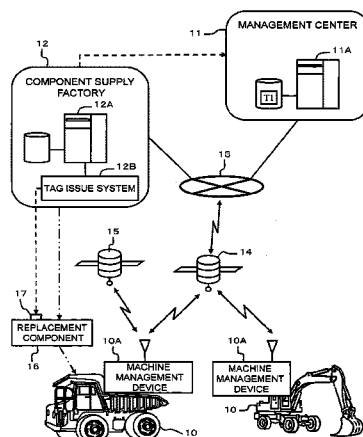 12
11
MANAGEMENT CENTER
11A
T1
COMPONENT SUPPLY
FACTORY
12A
12B
TAG ISSUE SYSTEM
13
15
14
17
REPLACEMENT
COMPONENT
16
10A
MACHINE
MANAGEMENT
DEVICE
10
10A
MACHINE
MANAGEMENT
DEVICE
10